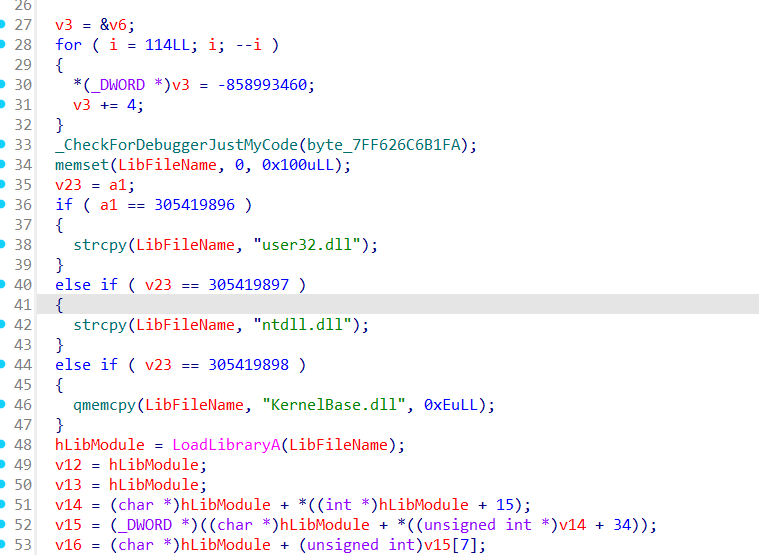 26
27 v3 = &v6;
28 for ( i = 114LL; i; --i )
29 {
30 *(_DWORD *)v3 = -858993460;
31 v3 += 4;
32 }
33 _CheckForDebuggerJustMyCode(byte_7FF626C6B1FA);
34 memset(LibFileName, 0, 0x100uLL);
35 v23 = a1;
36 if ( a1 == 305419896 )
37 {
38 strcpy(LibFileName, "user32.dll");
39 }
40 else if ( v23 == 305419897 )
41 {
42 strcpy(LibFileName, "ntdll.dll");
43 }
44 else if ( v23 == 305419898 )
45 {
46 qmemcpy(LibFileName, "KernelBase.dll", 0xEuLL);
47 }
48 hLibModule = LoadLibraryA(LibFileName);
49 v12 = hLibModule;
50 v13 = hLibModule;
51 v14 = (char *)hLibModule + *((int *)hLibModule + 15);
52 v15 = (_DWORD *)((char *)hLibModule + *((unsigned int *)v14 + 34));
53 v16 = (char *)hLibModule + (unsigned int)v15[7];